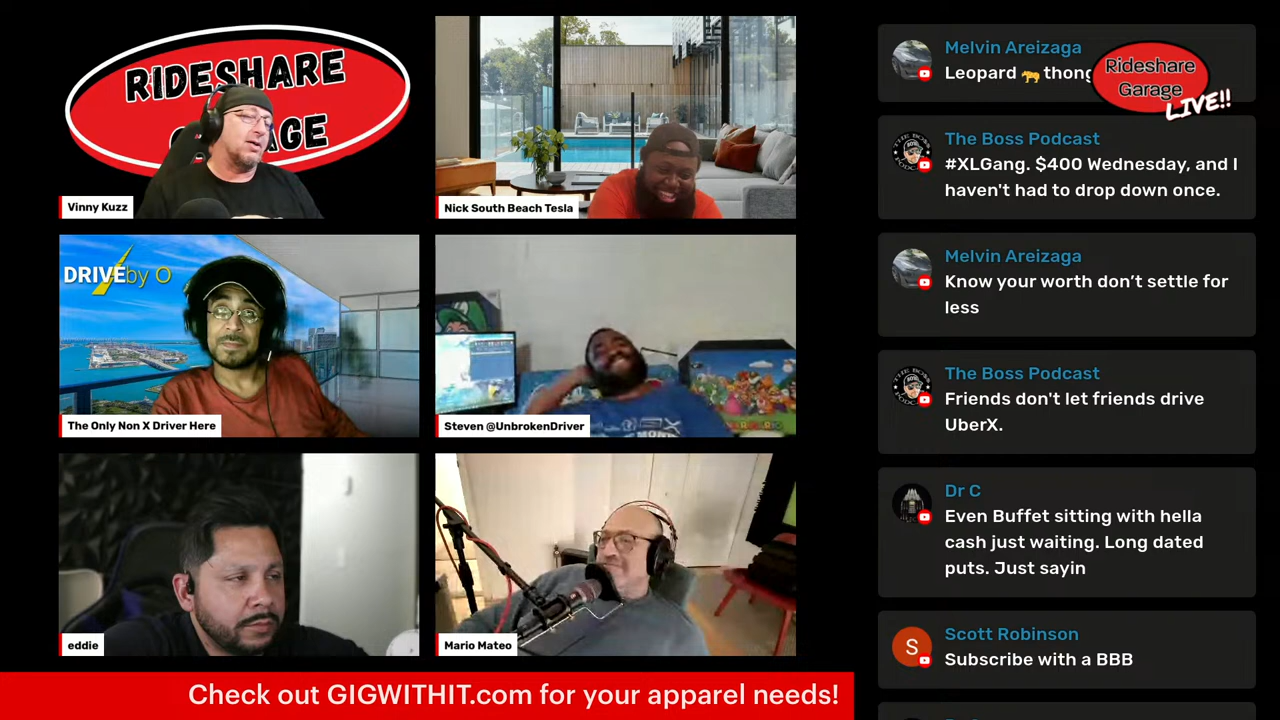 RIDESHARE
GARAGE
Vinny Kuzz
Nick South Beach Tesla
DRIVE by O
The Only Non X Driver Here
Steven @UnbrokenDriver
eddie
Mario Mateo
Check out GIGWITHIT.com for your apparel needs!
Melvin Areizaga
Leopard 🐆 thong
Rideshare
Garage
LIVE!!
The Boss Podcast
#XLGang. $400 Wednesday, and I
haven't had to drop down once.
Melvin Areizaga
Know your worth don’t settle for
less
The Boss Podcast
Friends don't let friends drive
UberX.
Dr C
Even Buffet sitting with hella
cash just waiting. Long dated
puts. Just sayin
S
Scott Robinson
Subscribe with a BBB